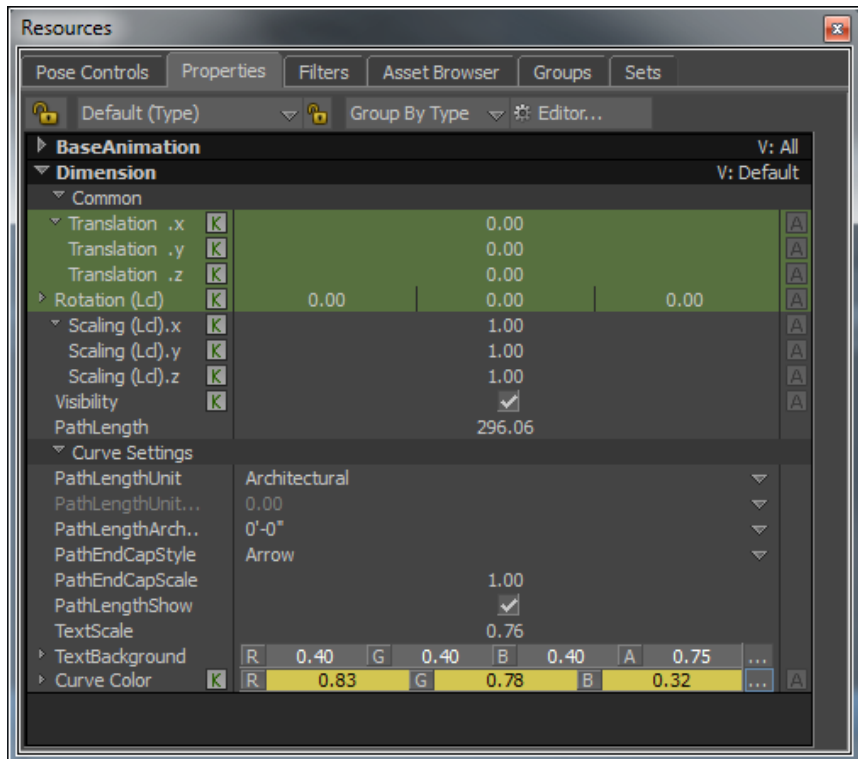 Resources
Pose Controls Properties Filters Asset Browser Groups Sets
Default (Type) Group By Type Editor...
BaseAnimation V: All
Dimension V: Default
Common
Translation .x K 0.00 A
Translation .y K 0.00 A
Translation .z K 0.00 A
Rotation (Lcl) K 0.00 0.00 0.00 A
Scaling (Lcl).x K 1.00 A
Scaling (Lcl).y K 1.00 A
Scaling (Lcl).z K 1.00 A
Visibility K A
PathLength 296.06
Curve Settings
PathLengthUnit Architectural
PathLengthUnit... 0.00
PathLengthArch.. 0'-0"
PathEndCapStyle Arrow
PathEndCapScale 1.00
PathLengthShow
TextScale 0.76
TextBackground R 0.40 G 0.40 B 0.40 A 0.75 ...
Curve Color K R 0.83 G 0.78 B 0.32 ... A